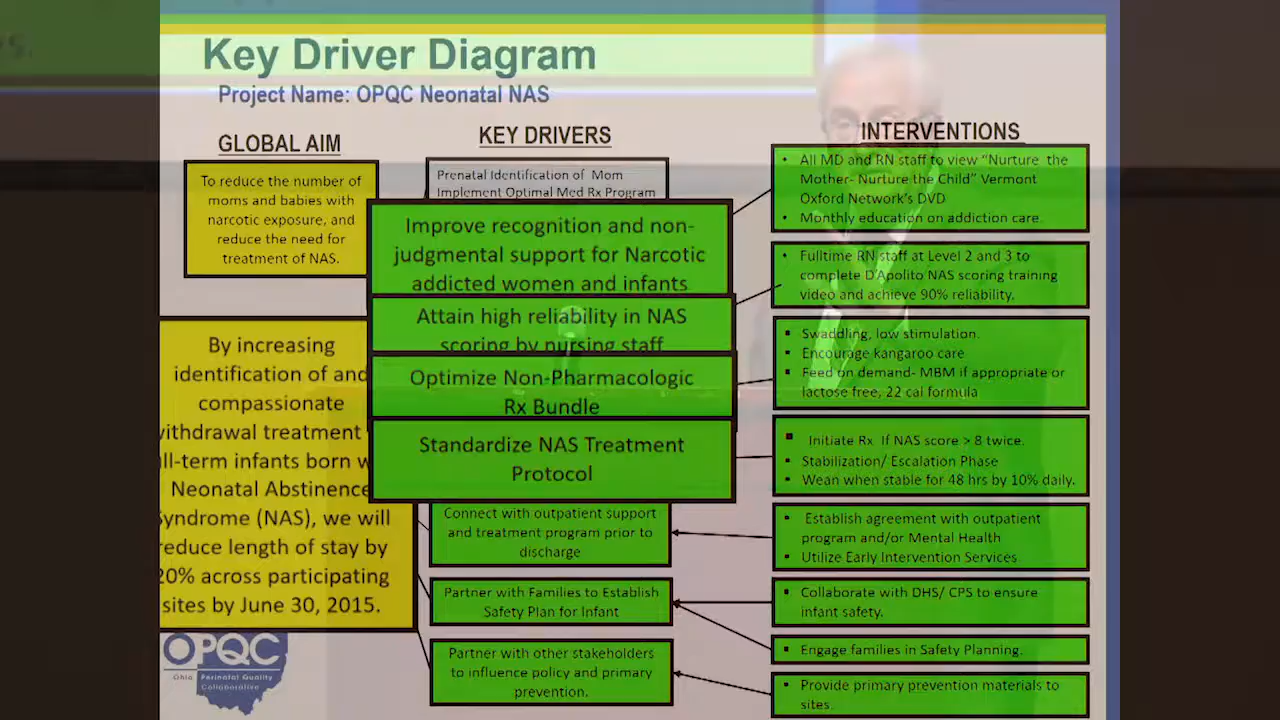 Key Driver Diagram
Project Name: OPQC Neonatal NAS
GLOBAL AIM
To reduce the number of
moms and babies with
narcotic exposure, and
reduce the need for
treatment of NAS.
By increasing
identification of and
compassionate
withdrawal treatment
full-term infants born w
Neonatal Abstinence
Syndrome (NAS), we will
reduce length of stay by
20% across participating
sites by June 30, 2015.
KEY DRIVERS
Prenatal Identification of Mom
Implement Optimal Med Rx Program
Improve recognition and non-
judgmental support for Narcotic
addicted women and infants
Attain high reliability in NAS
scoring by nursing staff
Optimize Non-Pharmacologic
Rx Bundle
Standardize NAS Treatment
Protocol
Connect with outpatient support
and treatment program prior to
discharge
Partner with Families to Establish
Safety Plan for Infant
Partner with other stakeholders
to influence policy and primary
prevention.
INTERVENTIONS
• All MD and RN staff to view “Nurture the
Mother- Nurture the Child” Vermont
Oxford Network’s DVD
• Monthly education on addiction care.
• Fulltime RN staff at Level 2 and 3 to
complete D’Apolito NAS scoring training
video and achieve 90% reliability.
▪ Swaddling, low stimulation.
▪ Encourage kangaroo care
▪ Feed on demand- MBM if appropriate or
lactose free, 22 cal formula
▪ Initiate Rx If NAS score > 8 twice.
▪ Stabilization/ Escalation Phase
▪ Wean when stable for 48 hrs by 10% daily.
▪ Establish agreement with outpatient
program and/or Mental Health
▪ Utilize Early Intervention Services
▪ Collaborate with DHS/ CPS to ensure
infant safety.
▪ Engage families in Safety Planning.
▪ Provide primary prevention materials to
sites.
OPQC
Ohio Perinatal Quality
Collaborative